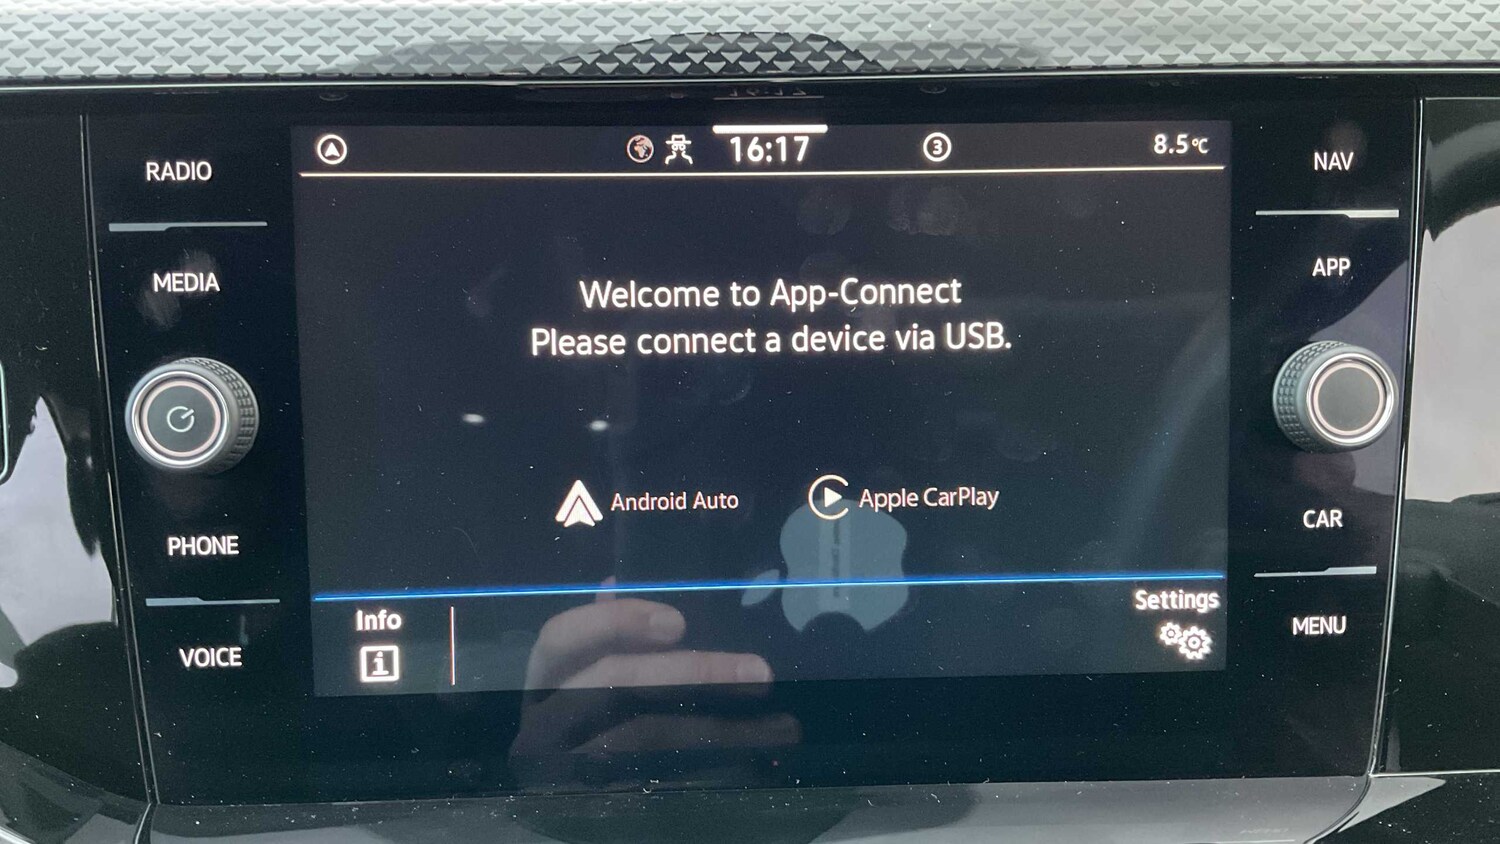 16:17
3
8.5°C
RADIO
MEDIA
PHONE
VOICE
Welcome to App-Connect
Please connect a device via USB.
Android Auto
Apple CarPlay
Info
i
Settings
NAV
APP
CAR
MENU